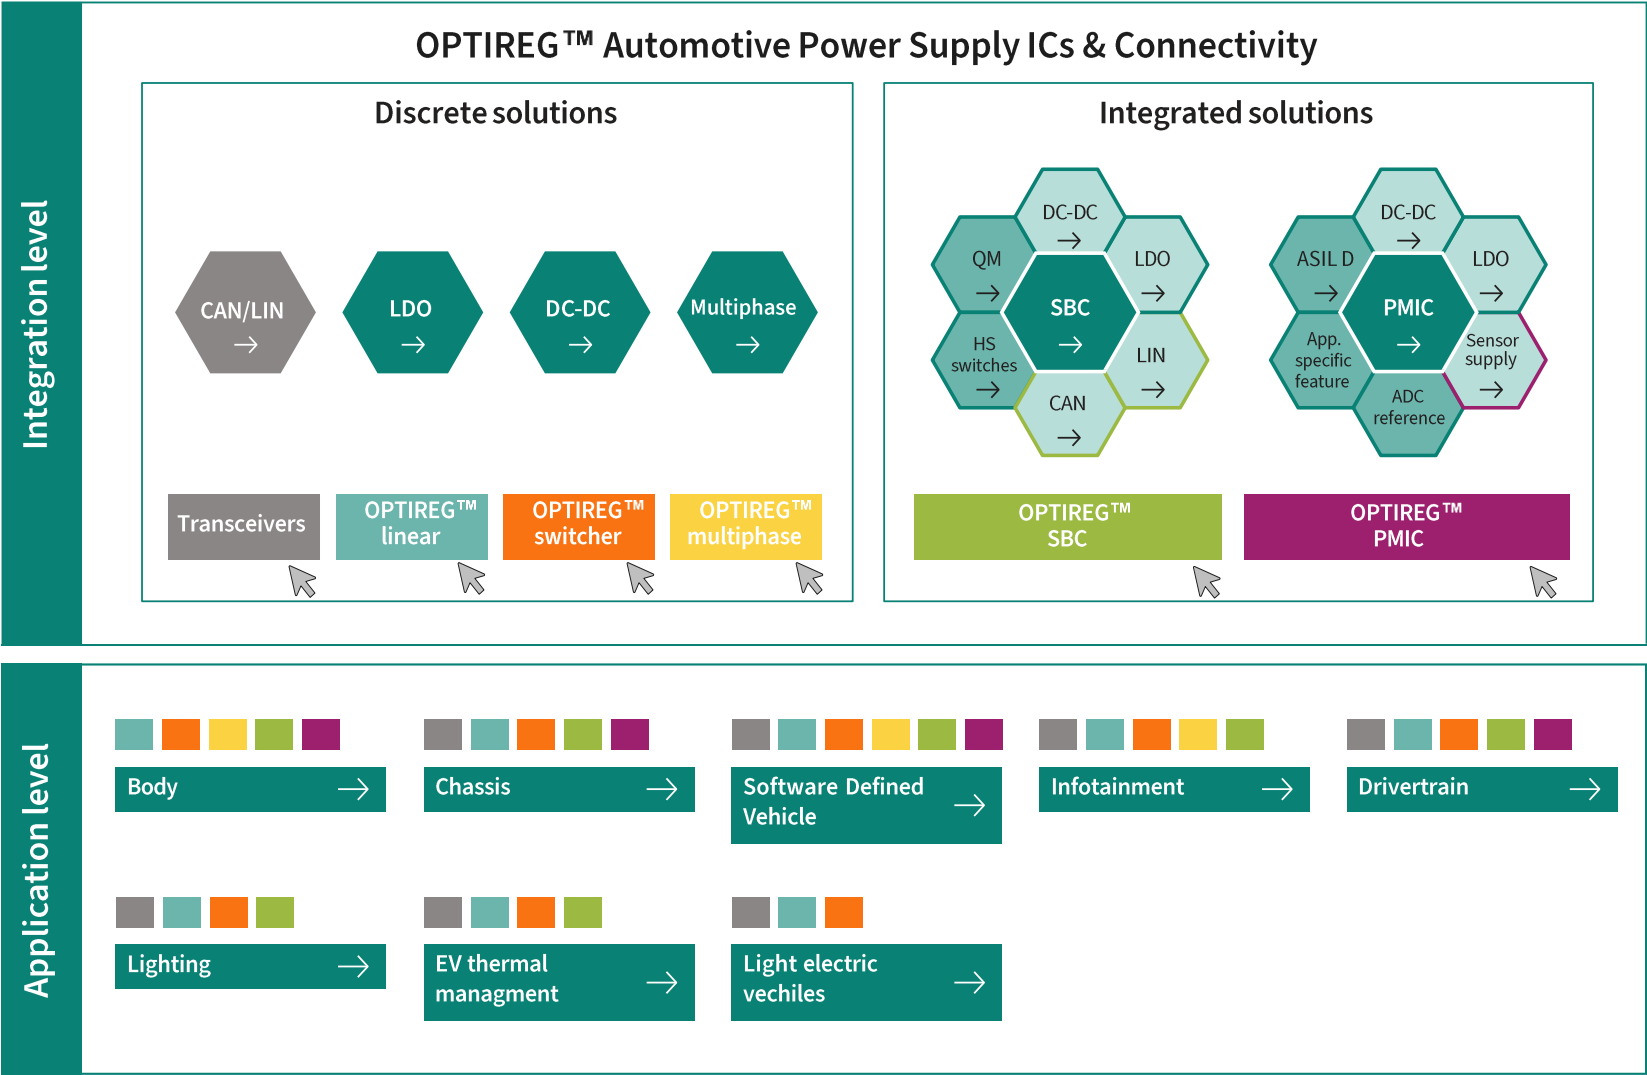 OPTIREG™ Automotive Power Supply ICs & Connectivity
Integration level
Discrete solutions
CAN/LIN
LDO
DC-DC
Multiphase
Transceivers
OPTIREG™
linear
OPTIREG™
switcher
OPTIREG™
multiphase
Integrated solutions
DC-DC
QM
LDO
SBC
HS
switches
LIN
CAN
OPTIREG™
SBC
DC-DC
ASIL D
LDO
PMIC
App.
specific
feature
Sensor
supply
ADC
reference
OPTIREG™
PMIC
Application level
Body
Chassis
Software Defined
Vehicle
Infotainment
Drivertrain
Lighting
EV thermal
managment
Light electric
vechiles